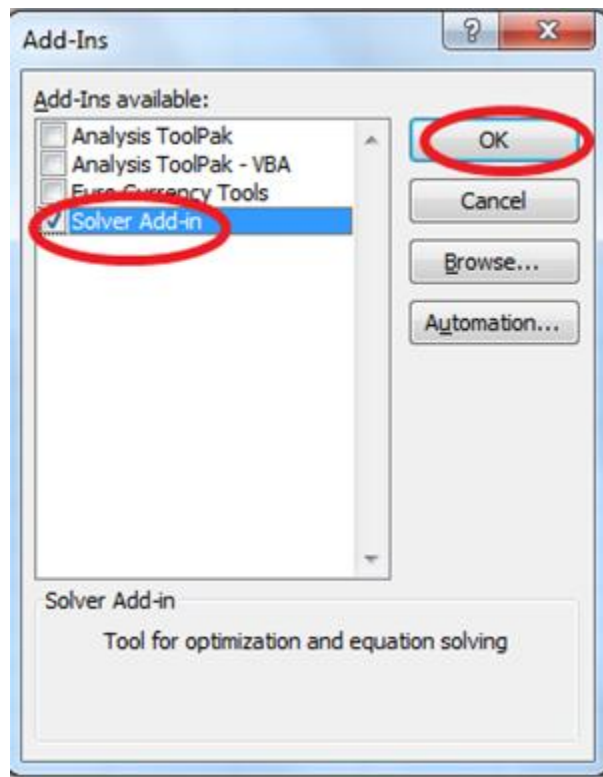 Add-Ins
?
Add-Ins available:
Analysis ToolPak
Analysis ToolPak - VBA
Euro Currency Tools
Solver Add-in
OK
Cancel
Browse...
Automation...
Solver Add-in
Tool for optimization and equation solving